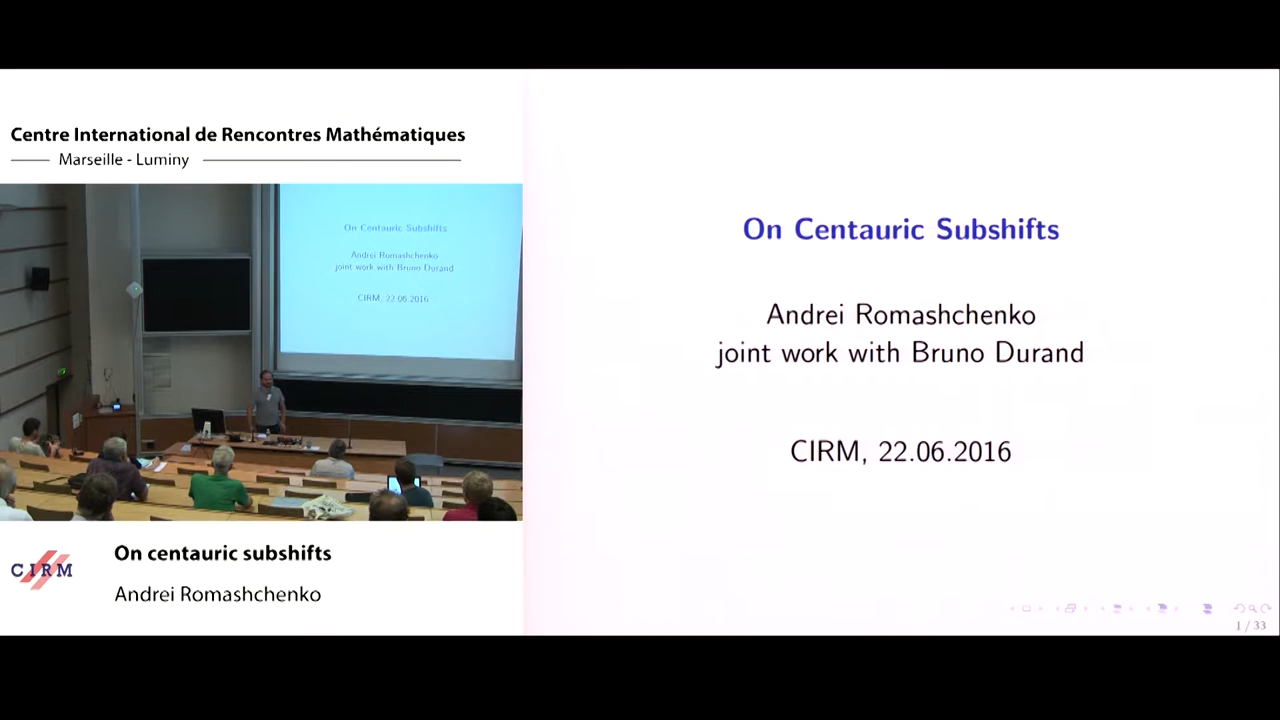 Centre International de Rencontres Mathématiques
Marseille - Luminy
On Centauric Subshifts
Andrei Romashchenko
joint work with Bruno Durand
CIRM, 22.06.2016
On centauric subshifts
Andrei Romashchenko
CIRM
On Centauric Subshifts
Andrei Romashchenko
joint work with Bruno Durand
CIRM, 22.06.2016
1 / 33